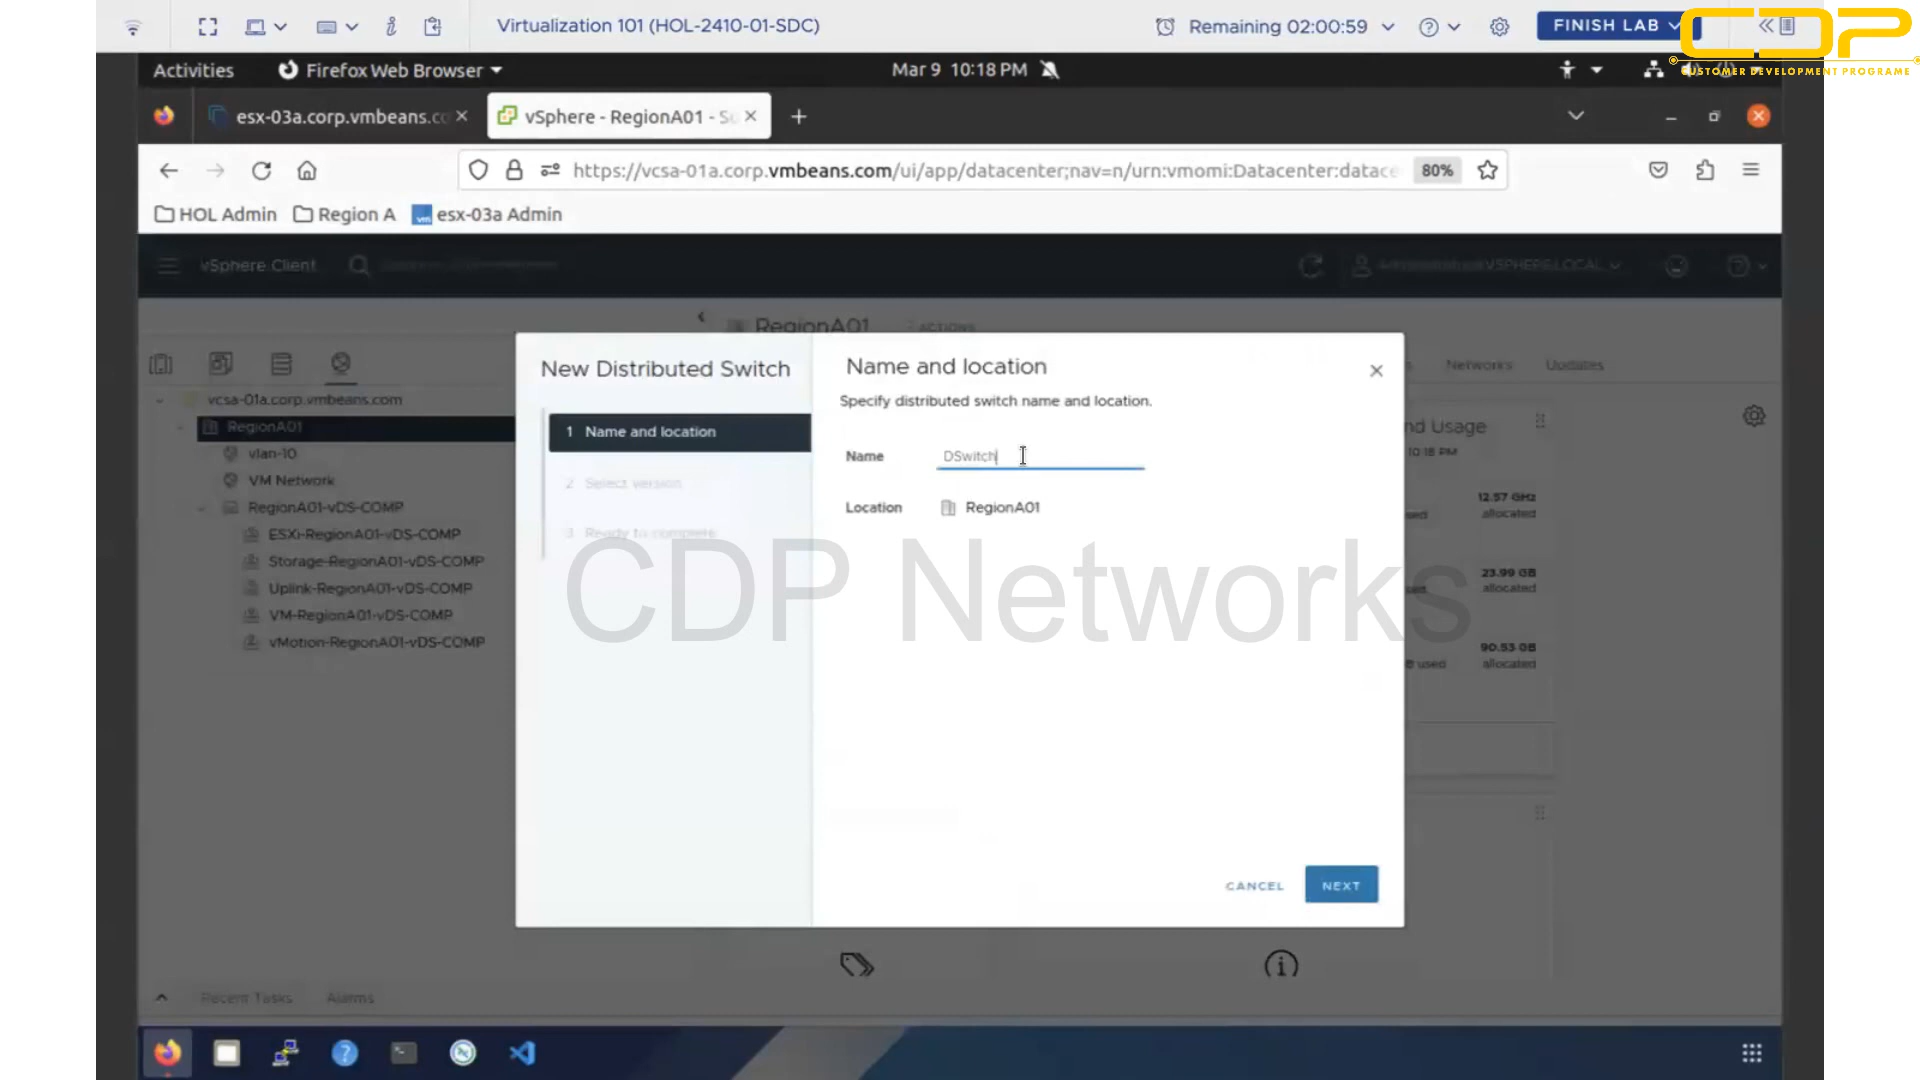 Virtualization 101 (HOL-2410-01-SDC)
Remaining 02:00:59
FINISH LAB
CDP
CUSTOMER DEVELOPMENT PROGRAME
Activities
Firefox Web Browser
Mar 9 10:18 PM
esx-03a.corp.vmbeans.co
vSphere - RegionA01 - Su
https://vcsa-01a.corp.vmbeans.com/ui/app/datacenter;nav=n/urn:vmomi:Datacenter:datace
80%
HOL Admin
Region A
vm
esx-03a Admin
vSphere Client
VSPHERE.LOCAL
RegionA01
ACTIONS
Networks
Updates
vcsa-01a.corp.vmbeans.com
RegionA01
vlan-10
VM Network
RegionA01-vDS-COMP
ESXi-RegionA01-vDS-COMP
Storage-RegionA01-vDS-COMP
Uplink-RegionA01-vDS-COMP
VM-RegionA01-vDS-COMP
vMotion-RegionA01-vDS-COMP
New Distributed Switch
1 Name and location
2 Select version
3 Ready to complete
Name and location
Specify distributed switch name and location.
Name
DSwitch
Location
RegionA01
CANCEL
NEXT
nd Usage
10:18 PM
12.57 GHz
sed
allocated
23.99 GB
sed
allocated
90.53 GB
used
allocated
CDP Networks
Recent Tasks
Alarms